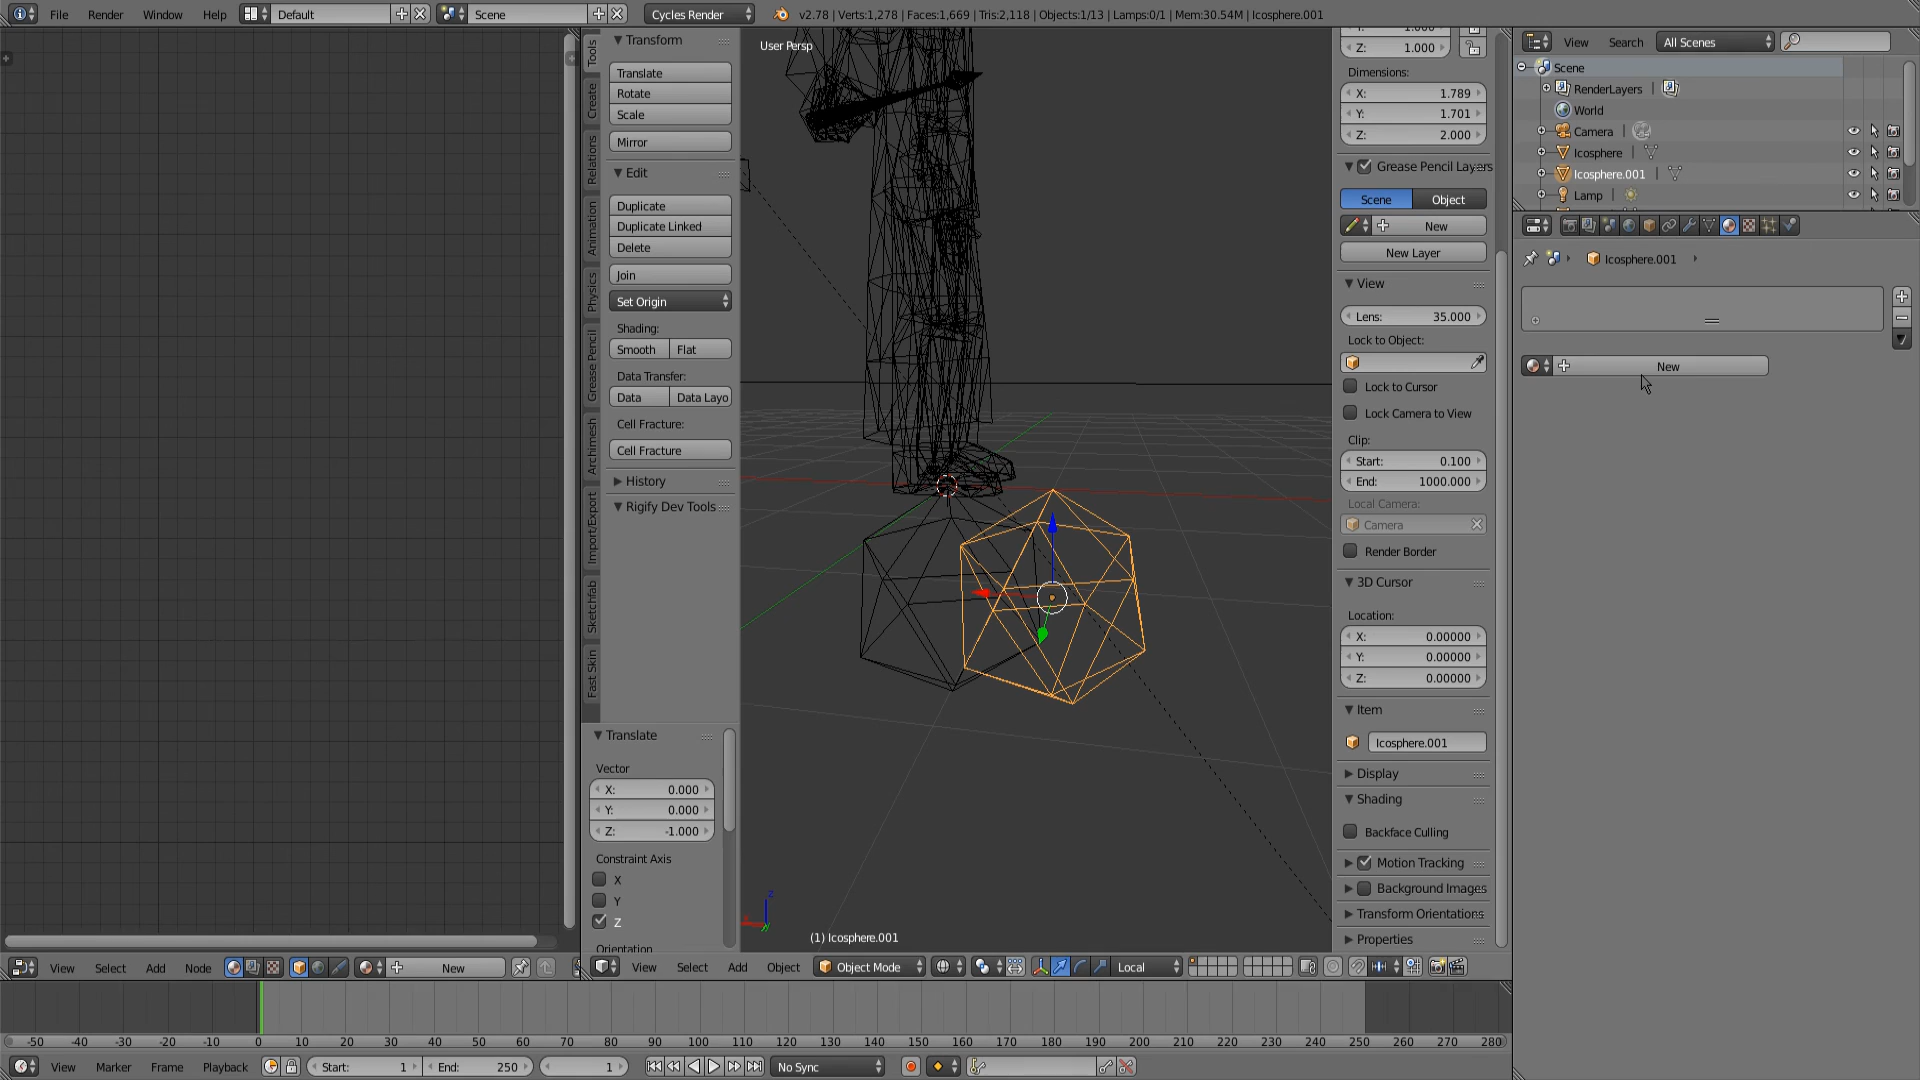 File Render Window Help Default Scene Cycles Render v2.78 | Verts:1,278 | Faces:1,669 | Tris:2,118 | Objects:1/13 | Lamps:0/1 | Mem:30.54M | Icosphere.001
Tools
Create
Relations
Animation
Physics
Grease Pencil
Archimesh
Import/Export
Sketchfab
Fast Skin
Transform
Translate
Rotate
Scale
Mirror
Edit
Duplicate
Duplicate Linked
Delete
Join
Set Origin
Shading:
Smooth Flat
Data Transfer:
Data Data Layo
Cell Fracture:
Cell Fracture
History
Rigify Dev Tools
Translate
Vector
X: 0.000
Y: 0.000
Z: -1.000
Constraint Axis
X
Y
Z
Orientation
User Persp
Z
(1) Icosphere.001
Z: 1.000
Dimensions:
X: 1.789
Y: 1.701
Z: 2.000
Grease Pencil Layers
Scene Object
New
New Layer
View
Lens: 35.000
Lock to Object:
Lock to Cursor
Lock Camera to View
Clip:
Start: 0.100
End: 1000.000
Local Camera:
Camera
Render Border
3D Cursor
Location:
X: 0.00000
Y: 0.00000
Z: 0.00000
Item
Icosphere.001
Display
Shading
Backface Culling
Motion Tracking
Background Images
Transform Orientations
Properties
View Search All Scenes
Scene
RenderLayers |
World
Camera |
Icosphere |
Icosphere.001 |
Lamp |
Icosphere.001
New
View Select Add Node New
View Select Add Object Object Mode Local
-50 -40 -30 -20 -10 0 10 20 30 40 50 60 70 80 90 100 110 120 130 140 150 160 170 180 190 200 210 220 230 240 250 260 270 280
View Marker Frame Playback Start: 1 End: 250 1 No Sync